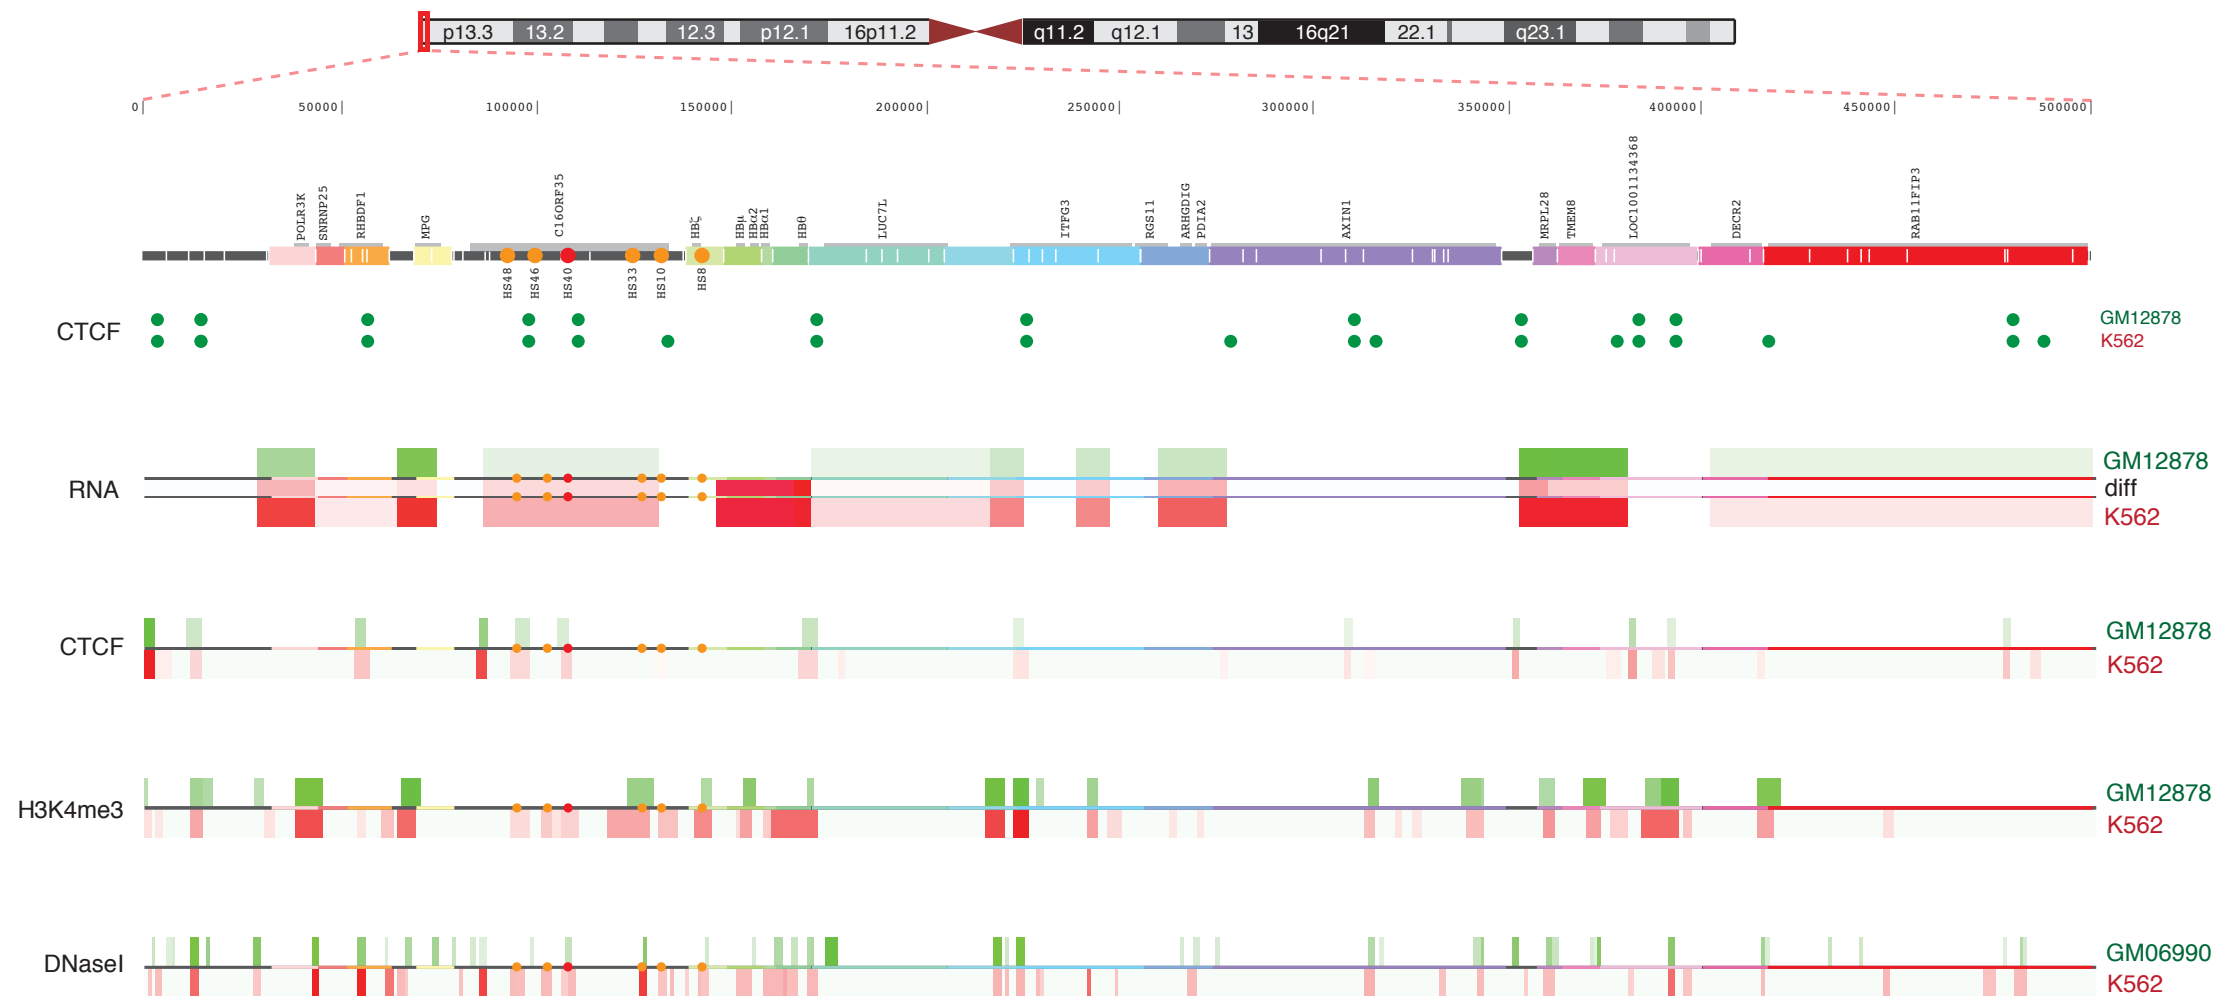 p13.3 13.2 12.3 p12.1 16p11.2 q11.2 q12.1 13 16q21 22.1 q23.1
0 50000 100000 150000 200000 250000 300000 350000 400000 450000 500000
POLR3K SNRNP25 RHBDF1 MPG C16ORF35 HBζ HBμ HBα2 HBα1 HBθ LUC7L ITFG3 RGS11 ARHGDIG PDIA2 AXIN1 MRPL28 TMEM8 LOC100134368 DECR2 RAB11FIP3
HS48 HS46 HS40 HS33 HS10 HS8
CTCF
GM12878
K562
RNA
GM12878
diff
K562
CTCF
GM12878
K562
H3K4me3
GM12878
K562
DNaseI
GM06990
K562